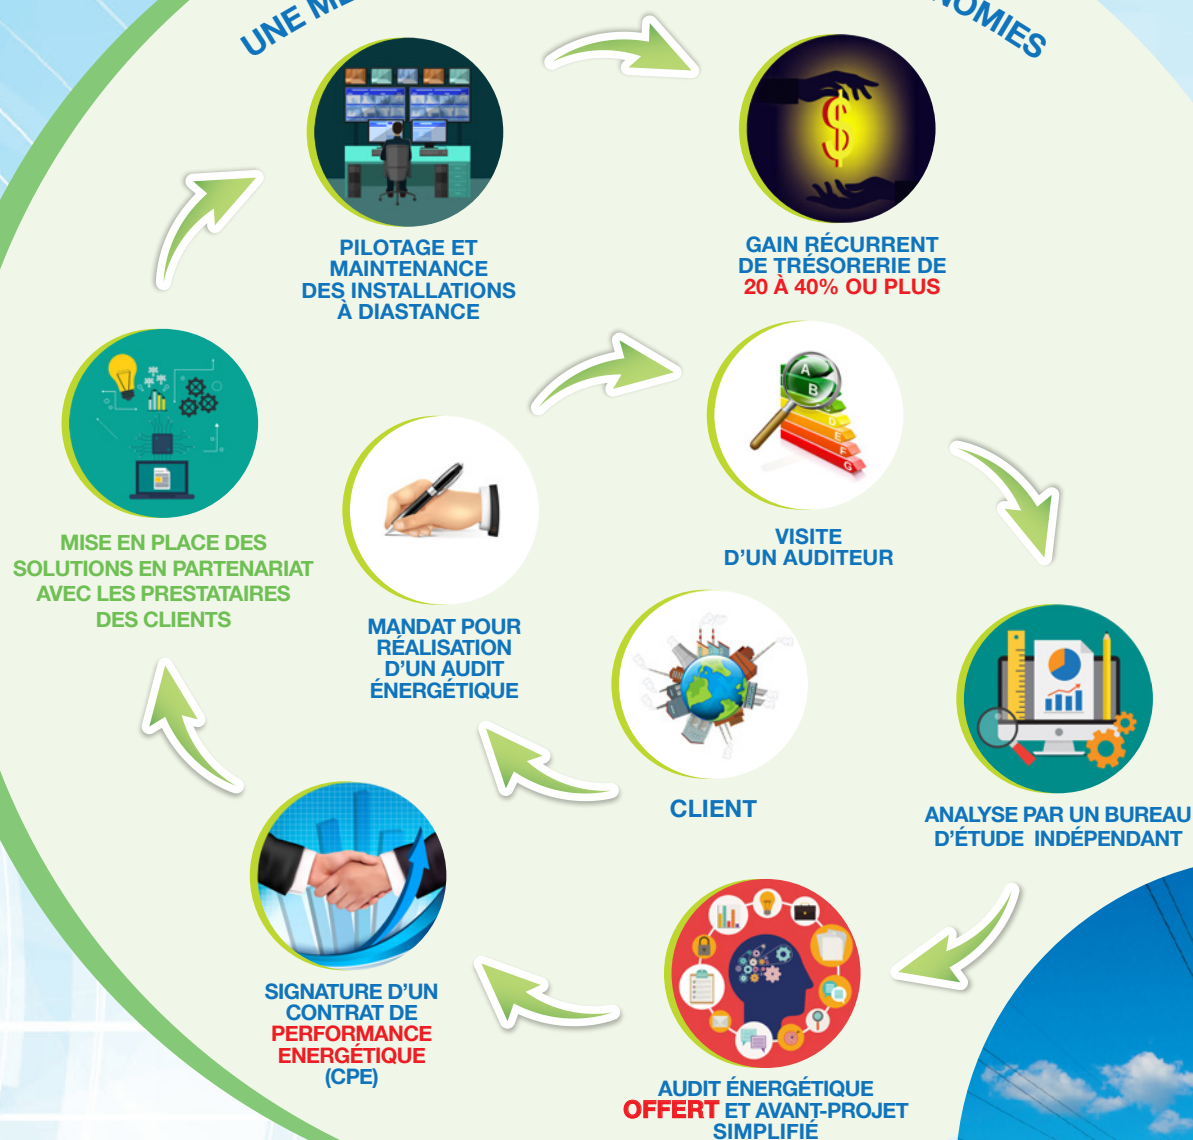 UNE
NOMIES
PILOTAGE ET
MAINTENANCE
DES INSTALLATIONS
À DIASTANCE
GAIN RÉCURRENT
DE TRÉSORERIE DE
20 À 40% OU PLUS
A
B
D
E
F
G
VISITE
D'UN AUDITEUR
MISE EN PLACE DES
SOLUTIONS EN PARTENARIAT
AVEC LES PRESTATAIRES
DES CLIENTS
MANDAT POUR
RÉALISATION
D'UN AUDIT
ÉNERGÉTIQUE
CLIENT
ANALYSE PAR UN BUREAU
D'ÉTUDE INDÉPENDANT
SIGNATURE D'UN
CONTRAT DE
PERFORMANCE
ENERGÉTIQUE
(CPE)
AUDIT ÉNERGÉTIQUE
OFFERT ET AVANT-PROJET
SIMPLIFIÉ